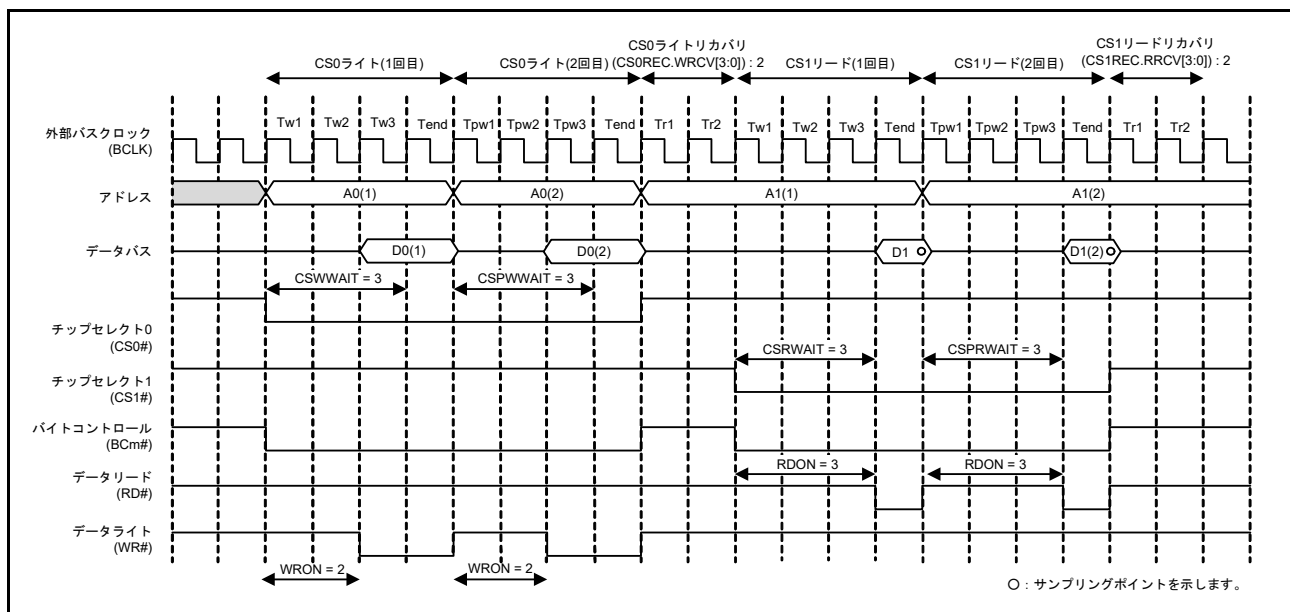 CS0ライト(1回目)
CS0ライト(2回目)
CS0ライトリカバリ
(CS0REC.WRCV[3:0]) : 2
CS1リード(1回目)
CS1リード(2回目)
CS1リードリカバリ
(CS1REC.RRCV[3:0]) : 2
外部バスクロック
(BCLK)
Tw1 Tw2 Tw3 Tend Tpw1 Tpw2 Tpw3 Tend Tr1 Tr2 Tw1 Tw2 Tw3 Tend Tpw1 Tpw2 Tpw3 Tend Tr1 Tr2
アドレス
A0(1) A0(2) A1(1) A1(2)
データバス
D0(1) D0(2) D1 D1(2)
CSWWAIT = 3 CSPWWAIT = 3
チップセレクト0
(CS0#)
CSRWAIT = 3 CSPRWAIT = 3
チップセレクト1
(CS1#)
バイトコントロール
(BCm#)
RDON = 3 RDON = 3
データリード
(RD#)
データライト
(WR#)
WRON = 2 WRON = 2
○ : サンプリングポイントを示します。